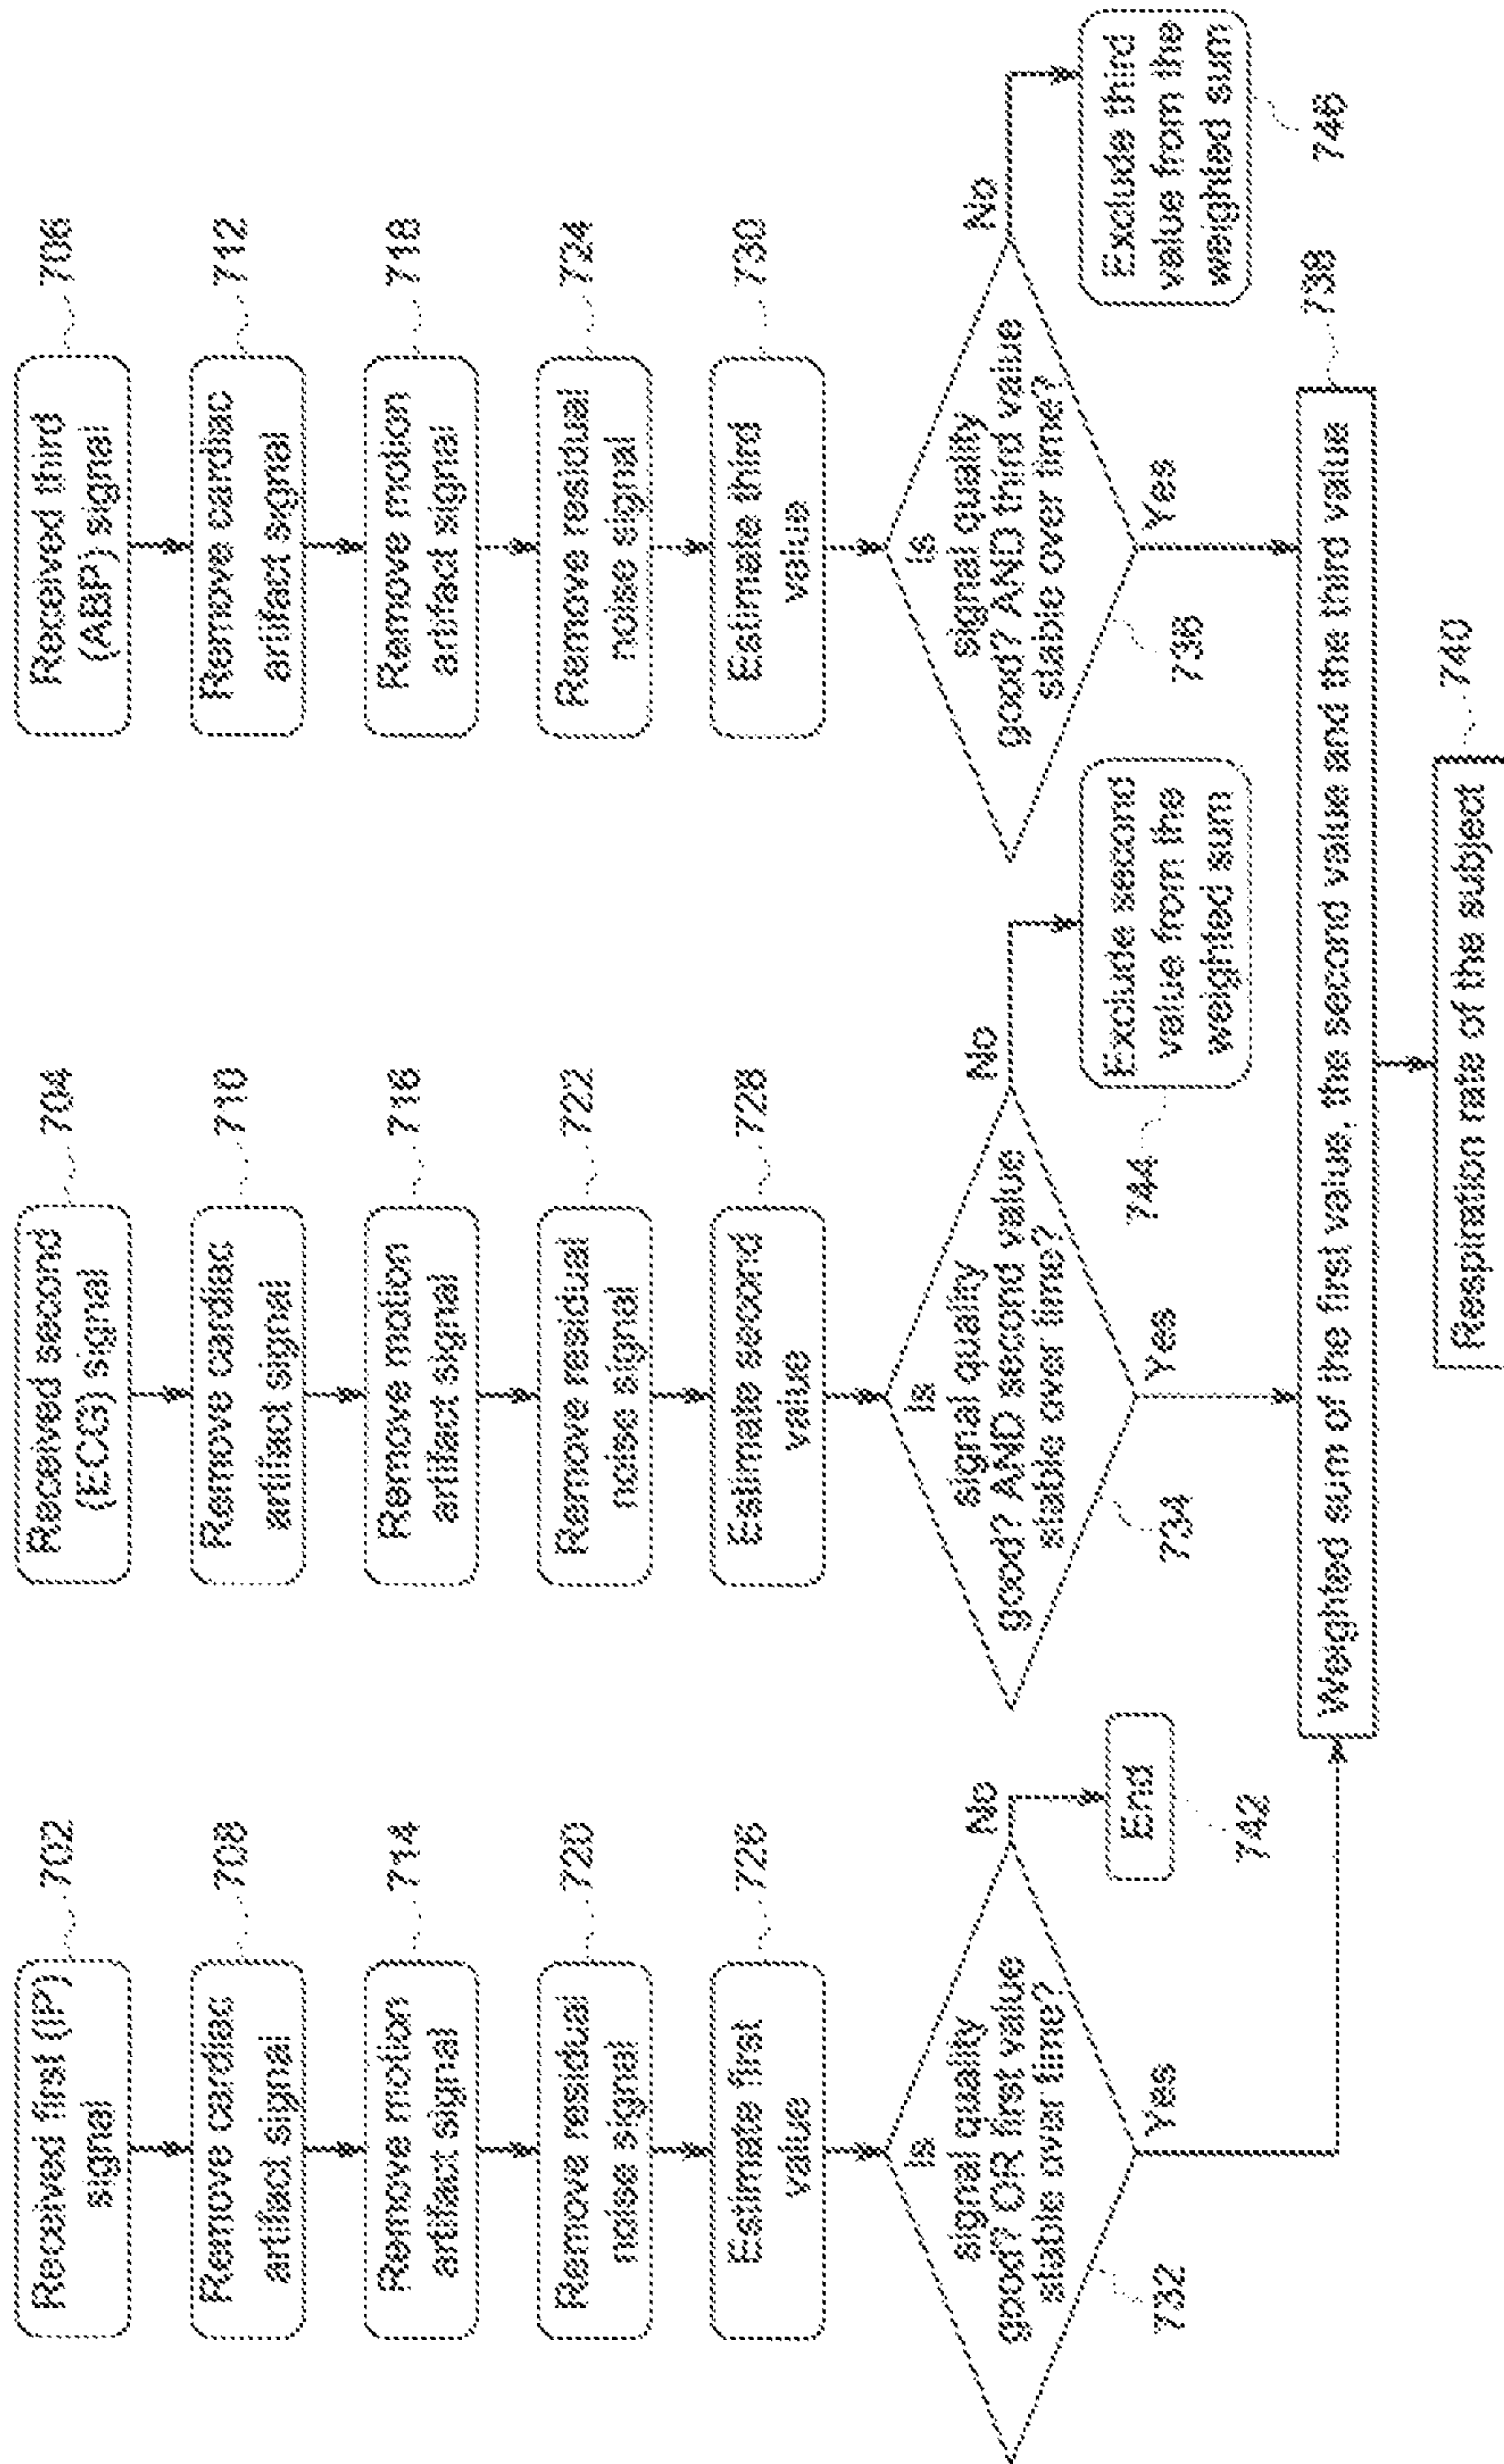 Received first (IP)
signal
702
Remove cardiac
artifact signal
708
Remove motion
artifact signal
714
Remove residual
noise signal
720
Estimate first
value
726
Is
signal quality
good? OR first value
stable over time?
732
No
End
742
Yes
Received second
(ECG) signal
704
Remove cardiac
artifact signal
710
Remove motion
artifact signal
716
Remove residual
noise signal
722
Estimate second
value
728
Is
signal quality
good? AND second value
stable over time?
734
No
Exclude second
value from the
weighted sum
744
Yes
Received third
(ABP) signal
706
Remove cardiac
artifact signal
712
Remove motion
artifact signal
718
Remove residual
noise signal
724
Estimate third
value
730
Is
signal quality
good? AND third value
stable over time?
736
No
Exclude third
value from the
weighted sum
746
Yes
Weighted sum of the first value, the second value and the third value
738
Respiration rate of the subject
740